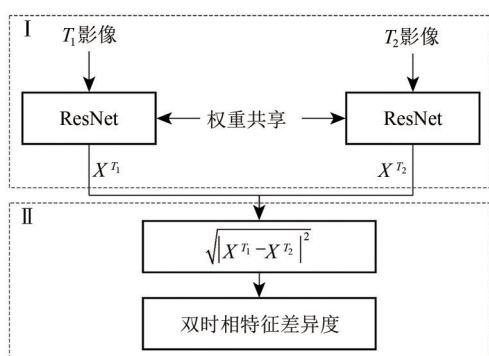 Ⅰ
T₁影像 T₂影像
ResNet 权重共享 ResNet
X^{T₁} X^{T₂}
Ⅱ
√|X^{T₁}−X^{T₂}|²
双时相特征差异度